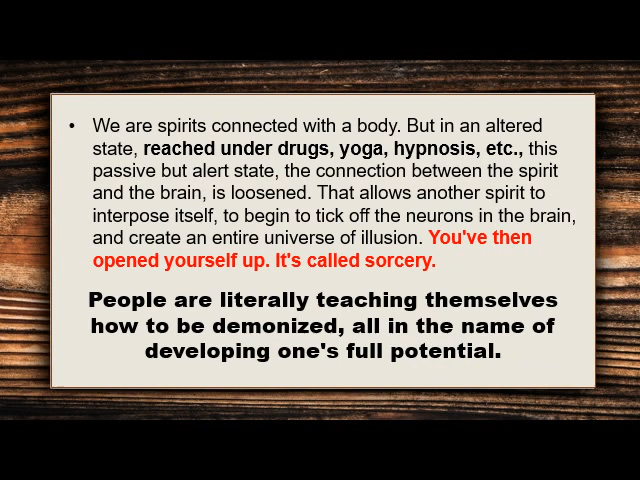 • We are spirits connected with a body. But in an altered
state, reached under drugs, yoga, hypnosis, etc., this
passive but alert state, the connection between the spirit
and the brain, is loosened. That allows another spirit to
interpose itself, to begin to tick off the neurons in the brain,
and create an entire universe of illusion. You've then
opened yourself up. It's called sorcery.
People are literally teaching themselves
how to be demonized, all in the name of
developing one's full potential.